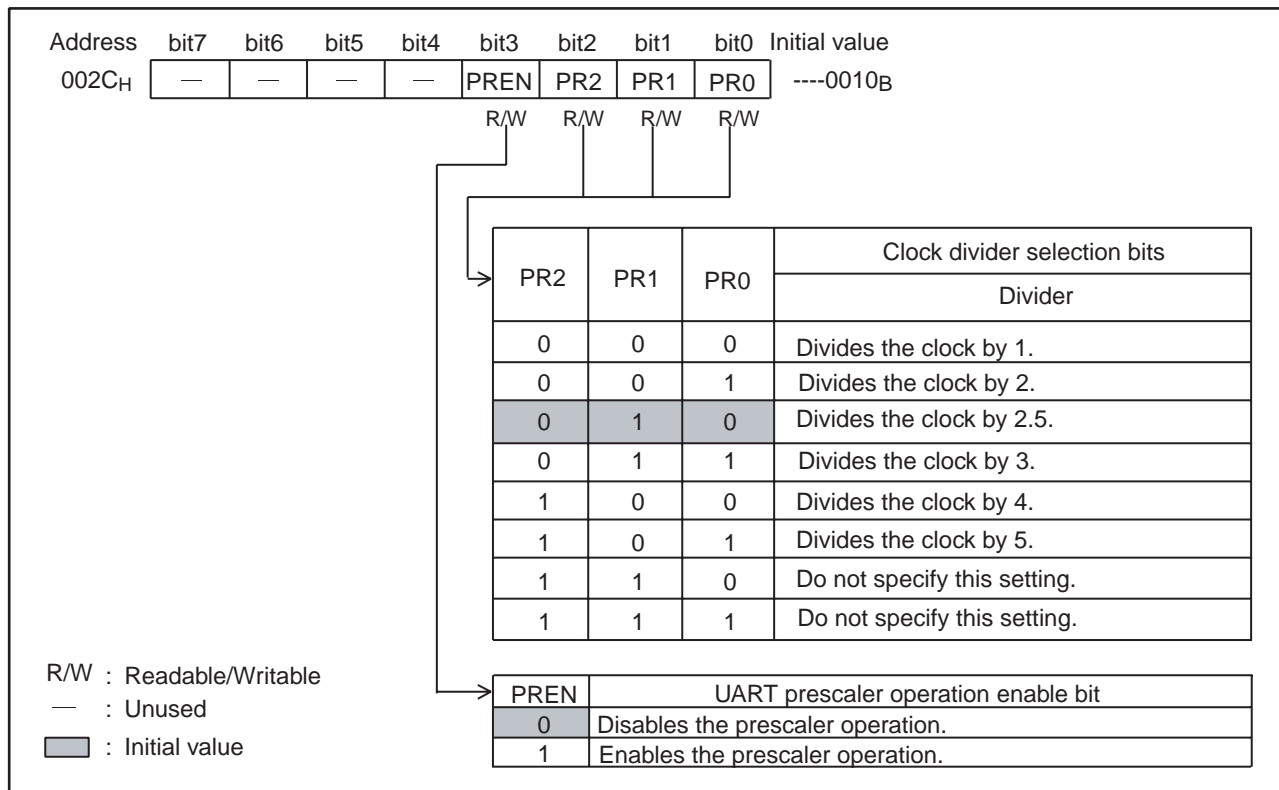 Address bit7 bit6 bit5 bit4 bit3 bit2 bit1 bit0 Initial value
002CH — — — — PREN PR2 PR1 PR0 ----0010B
R/W R/W R/W R/W
PR2 PR1 PR0 Clock divider selection bits
Divider
0 0 0 Divides the clock by 1.
0 0 1 Divides the clock by 2.
0 1 0 Divides the clock by 2.5.
0 1 1 Divides the clock by 3.
1 0 0 Divides the clock by 4.
1 0 1 Divides the clock by 5.
1 1 0 Do not specify this setting.
1 1 1 Do not specify this setting.
R/W : Readable/Writable
— : Unused
: Initial value
PREN UART prescaler operation enable bit
0 Disables the prescaler operation.
1 Enables the prescaler operation.